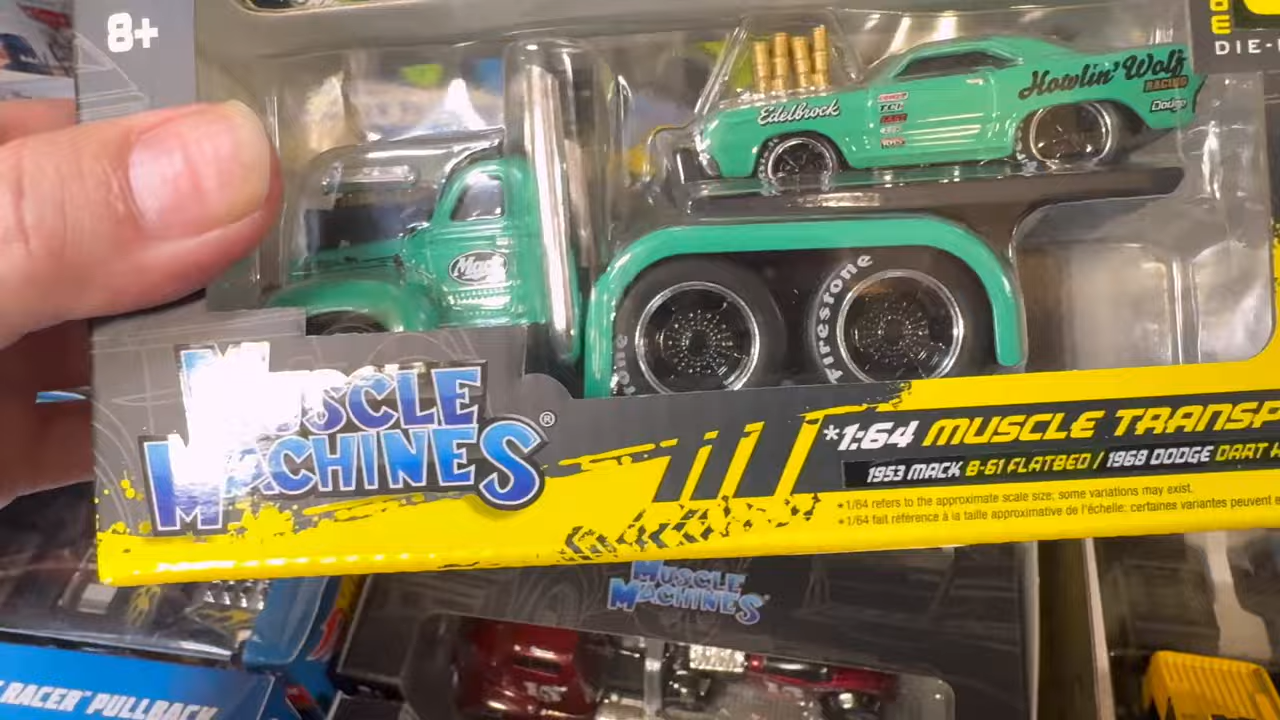 8+
DIE-
Howlin' Wolf
RACING
Dodge
Edelbrock
TCI
Mack
Firestone
MUSCLE
MACHINES®
*1:64 MUSCLE TRANSP
1953 MACK B-61 FLATBED / 1968 DODGE DART H
*1/64 refers to the approximate scale size; some variations may exist.
*1/64 fait référence à la taille approximative de l'échelle; certaines variantes peuvent e
MUSCLE
MACHINES
RACER PULLBACK